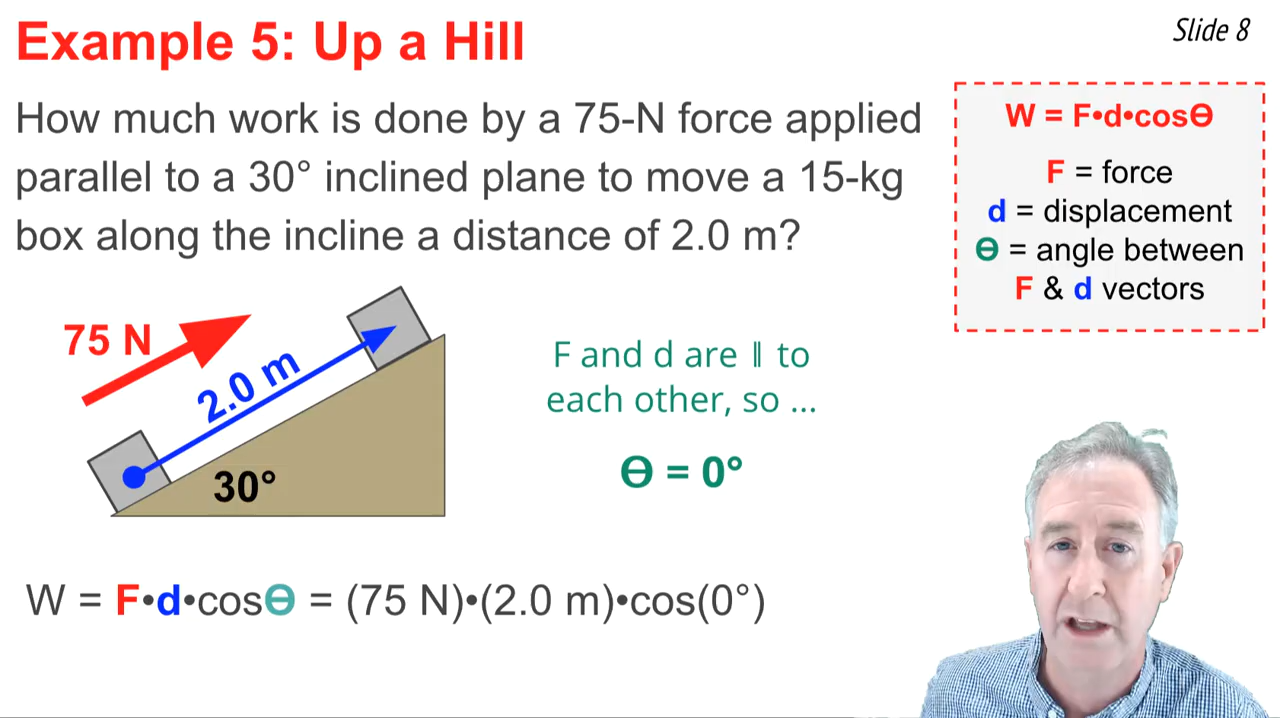 Example 5: Up a Hill
Slide 8
How much work is done by a 75-N force applied
parallel to a 30° inclined plane to move a 15-kg
box along the incline a distance of 2.0 m?
W = F•d•cosƟ
F = force
d = displacement
Ɵ = angle between
F & d vectors
75 N
2.0 m
30°
F and d are ∥ to
each other, so ...
Ɵ = 0°
W = F•d•cosƟ = (75 N)•(2.0 m)•cos(0°)